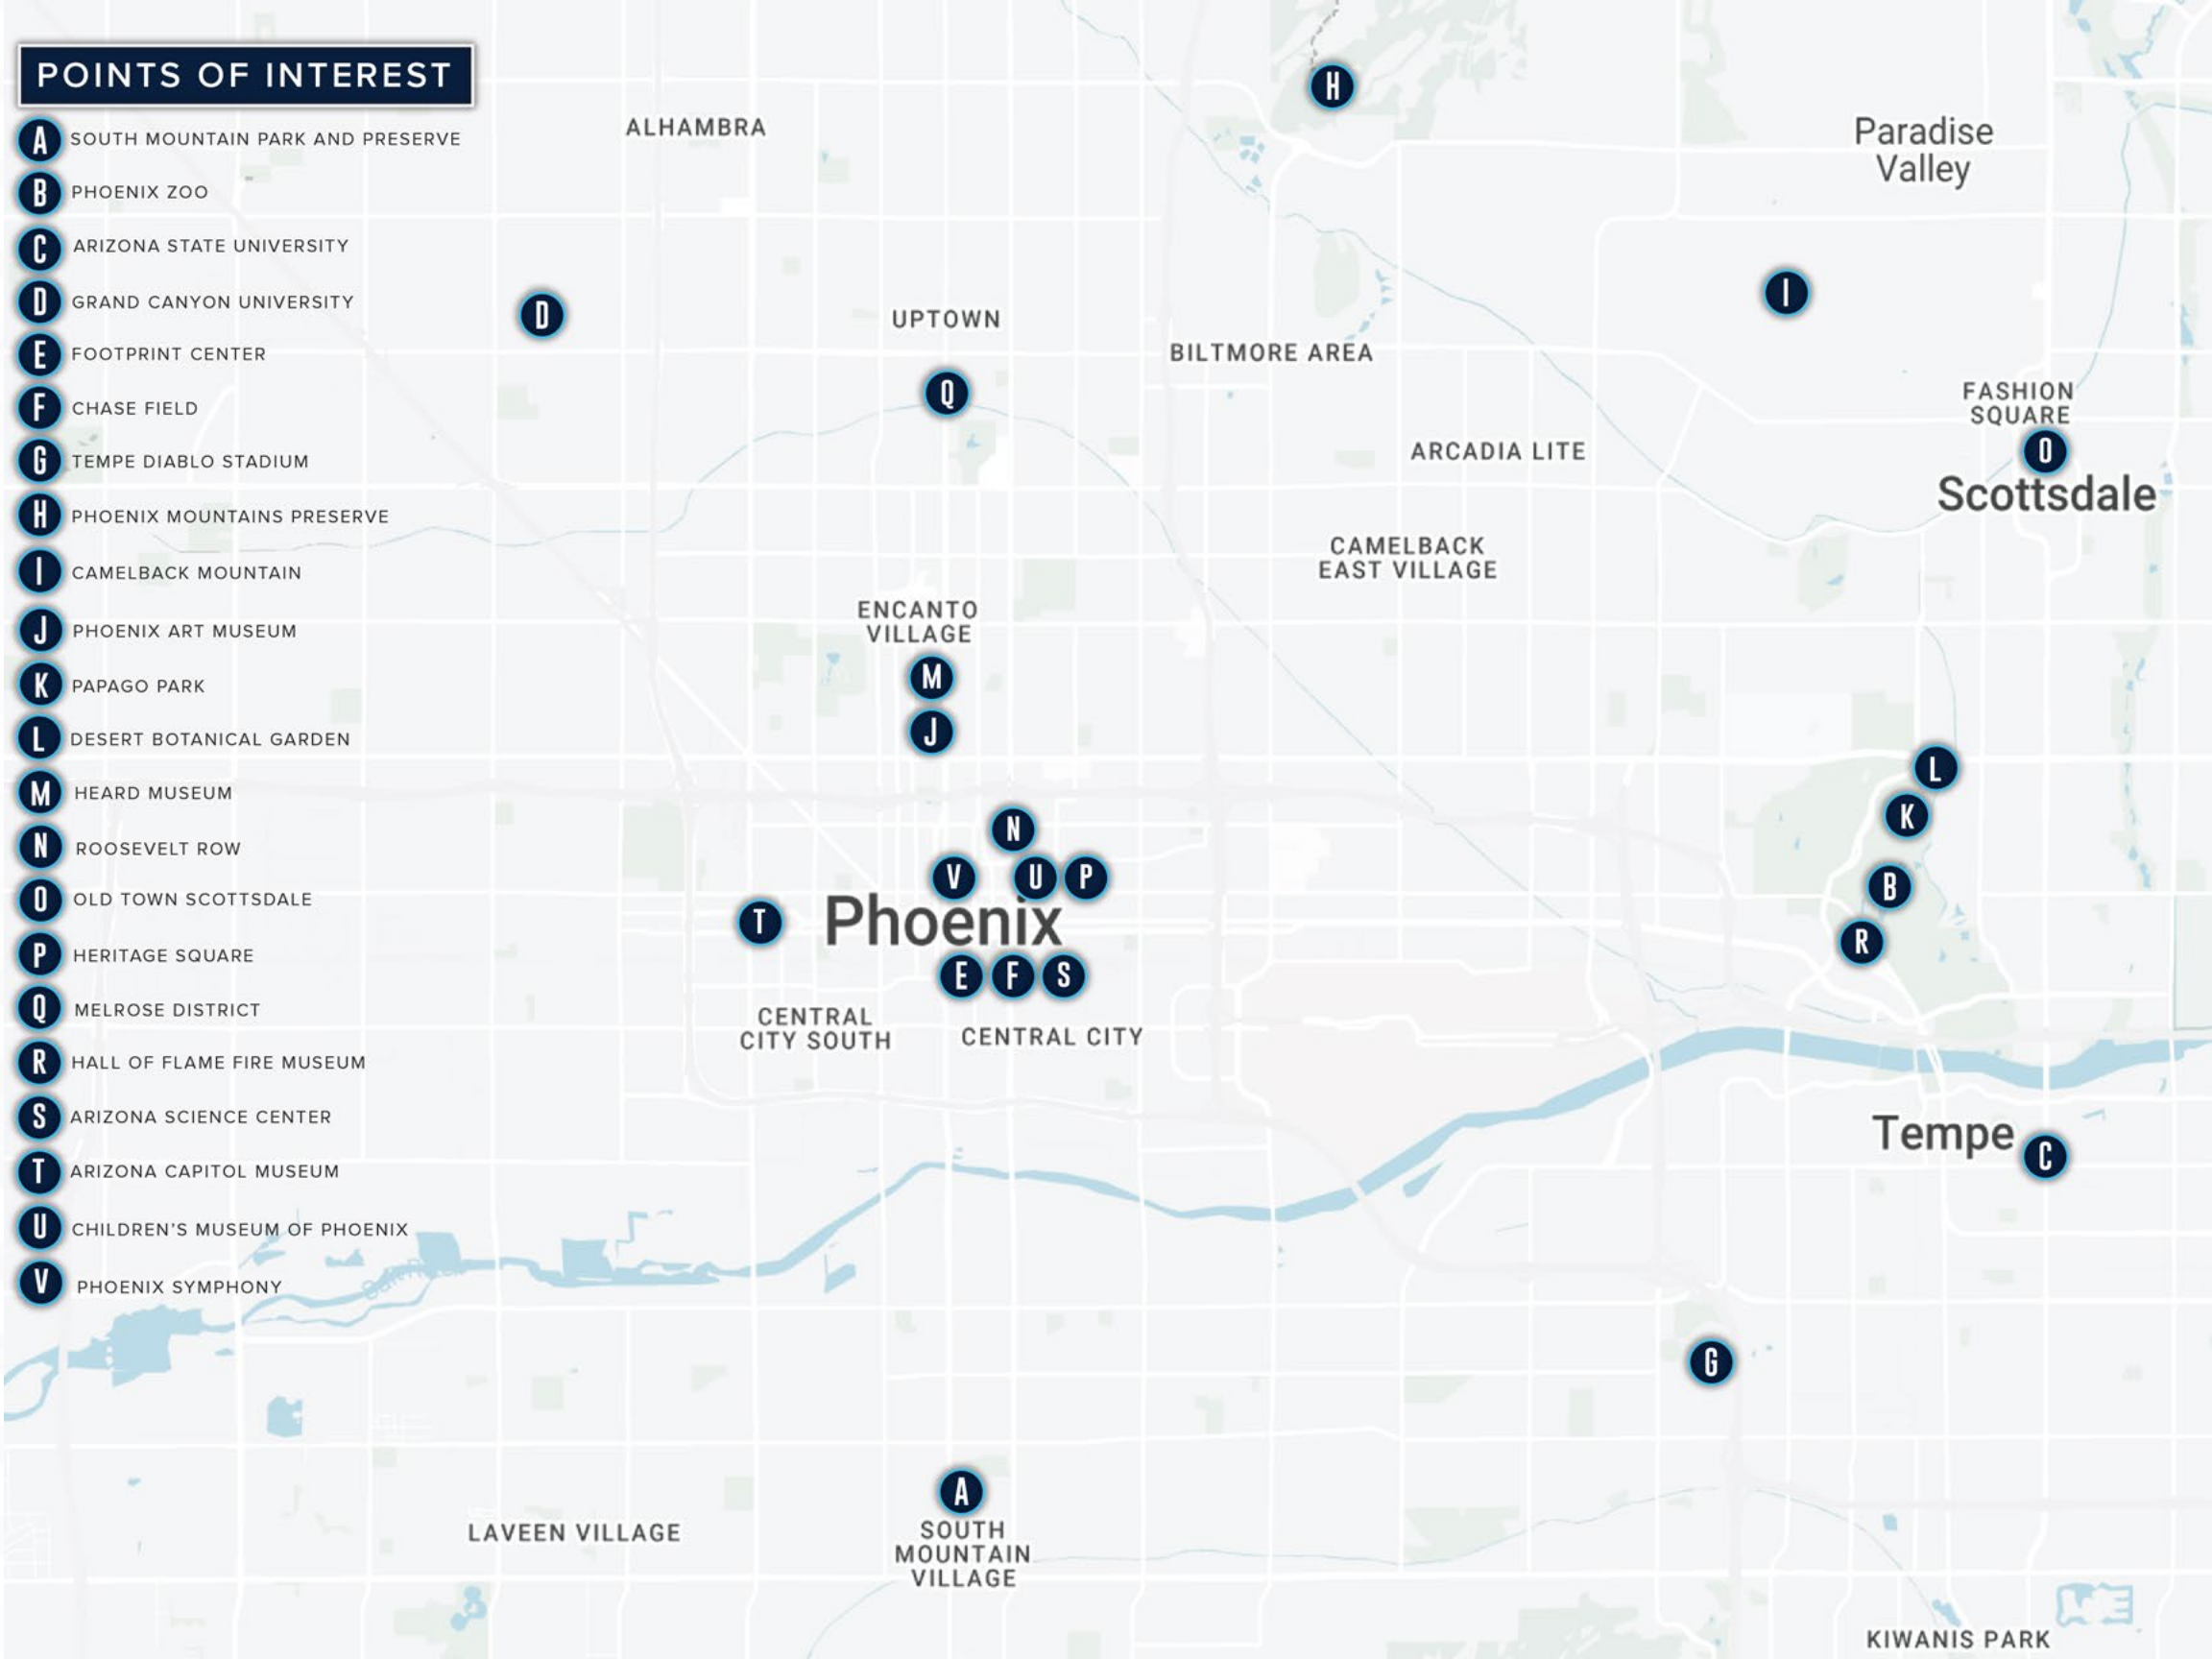 POINTS OF INTEREST
A SOUTH MOUNTAIN PARK AND PRESERVE
B PHOENIX ZOO
C ARIZONA STATE UNIVERSITY
D GRAND CANYON UNIVERSITY
E FOOTPRINT CENTER
F CHASE FIELD
G TEMPE DIABLO STADIUM
H PHOENIX MOUNTAINS PRESERVE
I CAMELBACK MOUNTAIN
J PHOENIX ART MUSEUM
K PAPAGO PARK
L DESERT BOTANICAL GARDEN
M HEARD MUSEUM
N ROOSEVELT ROW
O OLD TOWN SCOTTSDALE
P HERITAGE SQUARE
Q MELROSE DISTRICT
R HALL OF FLAME FIRE MUSEUM
S ARIZONA SCIENCE CENTER
T ARIZONA CAPITOL MUSEUM
U CHILDREN'S MUSEUM OF PHOENIX
V PHOENIX SYMPHONY
H
ALHAMBRA
Paradise
Valley
I
D
UPTOWN
BILTMORE AREA
Q
FASHION
SQUARE
O
ARCADIA LITE
Scottsdale
CAMELBACK
EAST VILLAGE
ENCANTO
VILLAGE
M
J
L
K
N
V U P
B
T
Phoenix
R
E F S
CENTRAL
CITY SOUTH
CENTRAL CITY
Tempe
C
G
A
LAVEEN VILLAGE
SOUTH
MOUNTAIN
VILLAGE
KIWANIS PARK